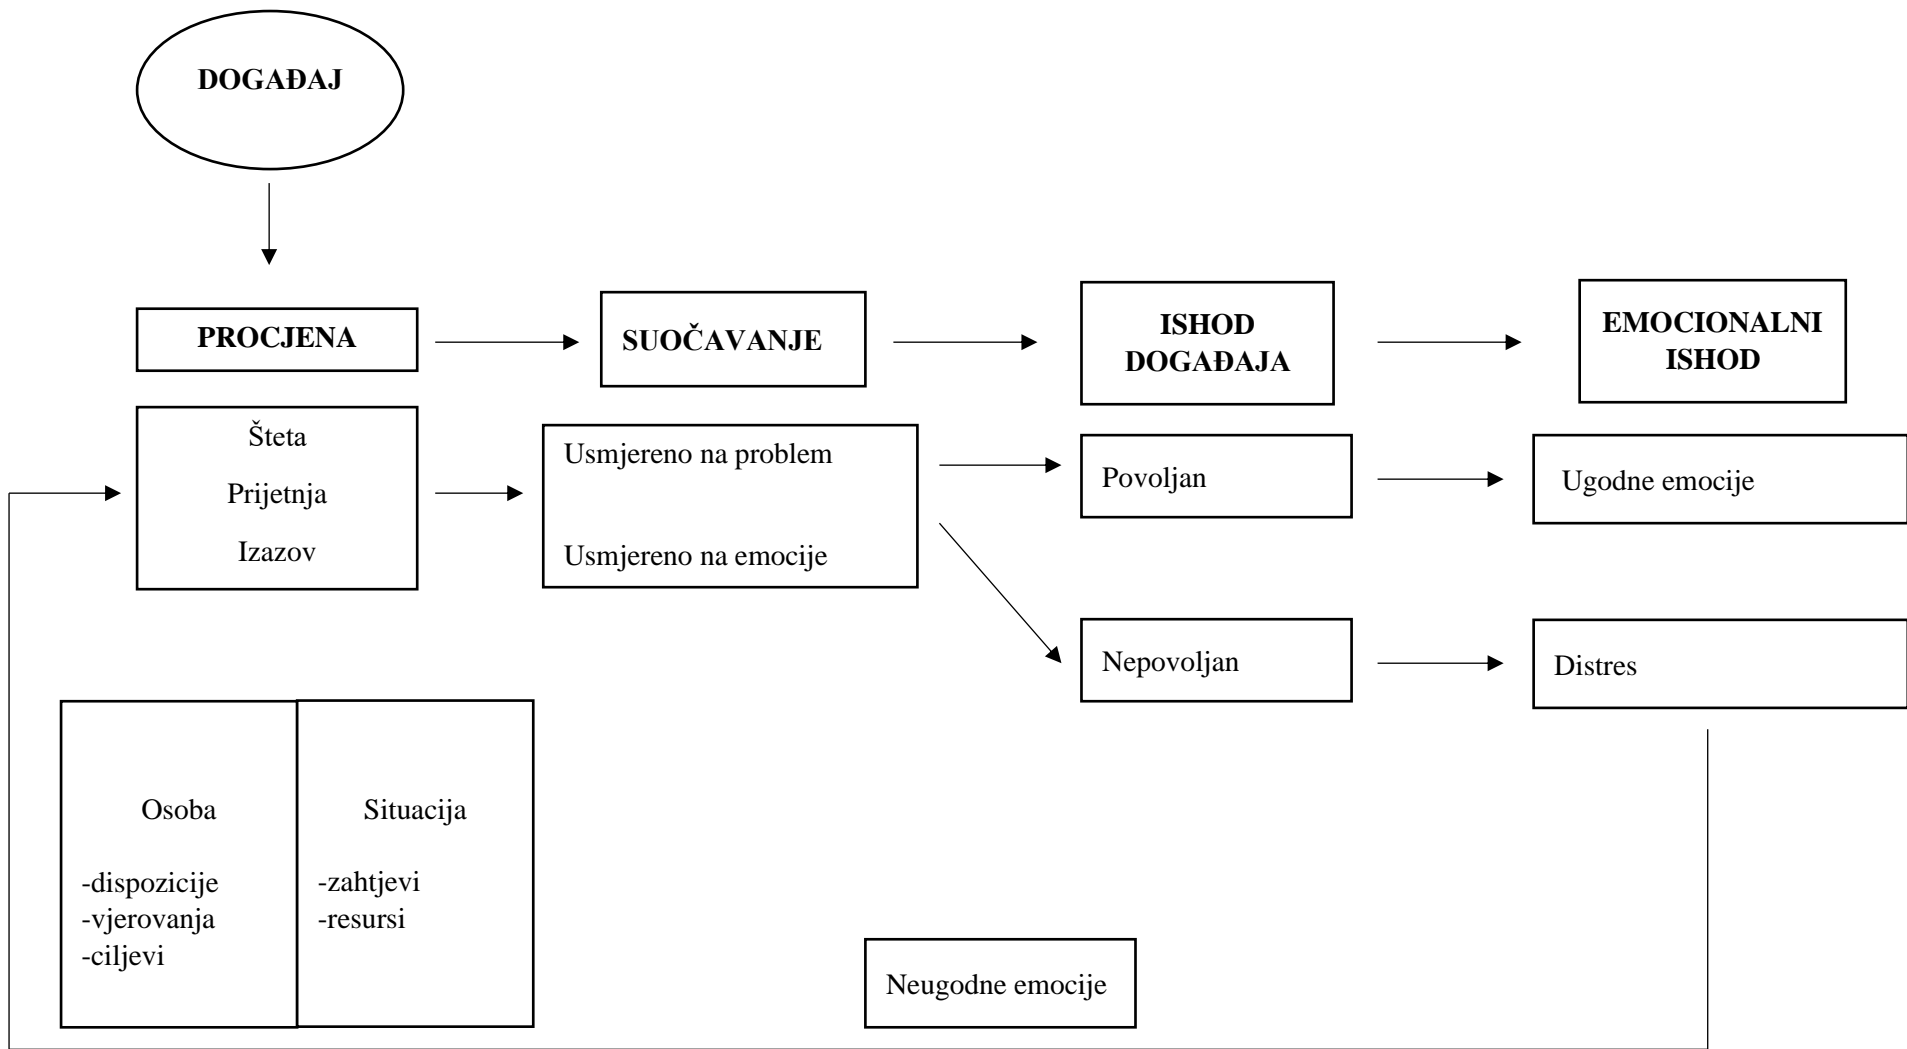 DOGAĐAJ
PROCJENA
SUOČAVANJE
ISHOD
DOGAĐAJA
EMOCIONALNI
ISHOD
Šteta
Prijetnja
Izazov
Usmjereno na problem
Usmjereno na emocije
Povoljan
Ugodne emocije
Nepovoljan
Distres
Osoba
-dispozicije
-vjerovanja
-ciljevi
Situacija
-zahtjevi
-resursi
Neugodne emocije